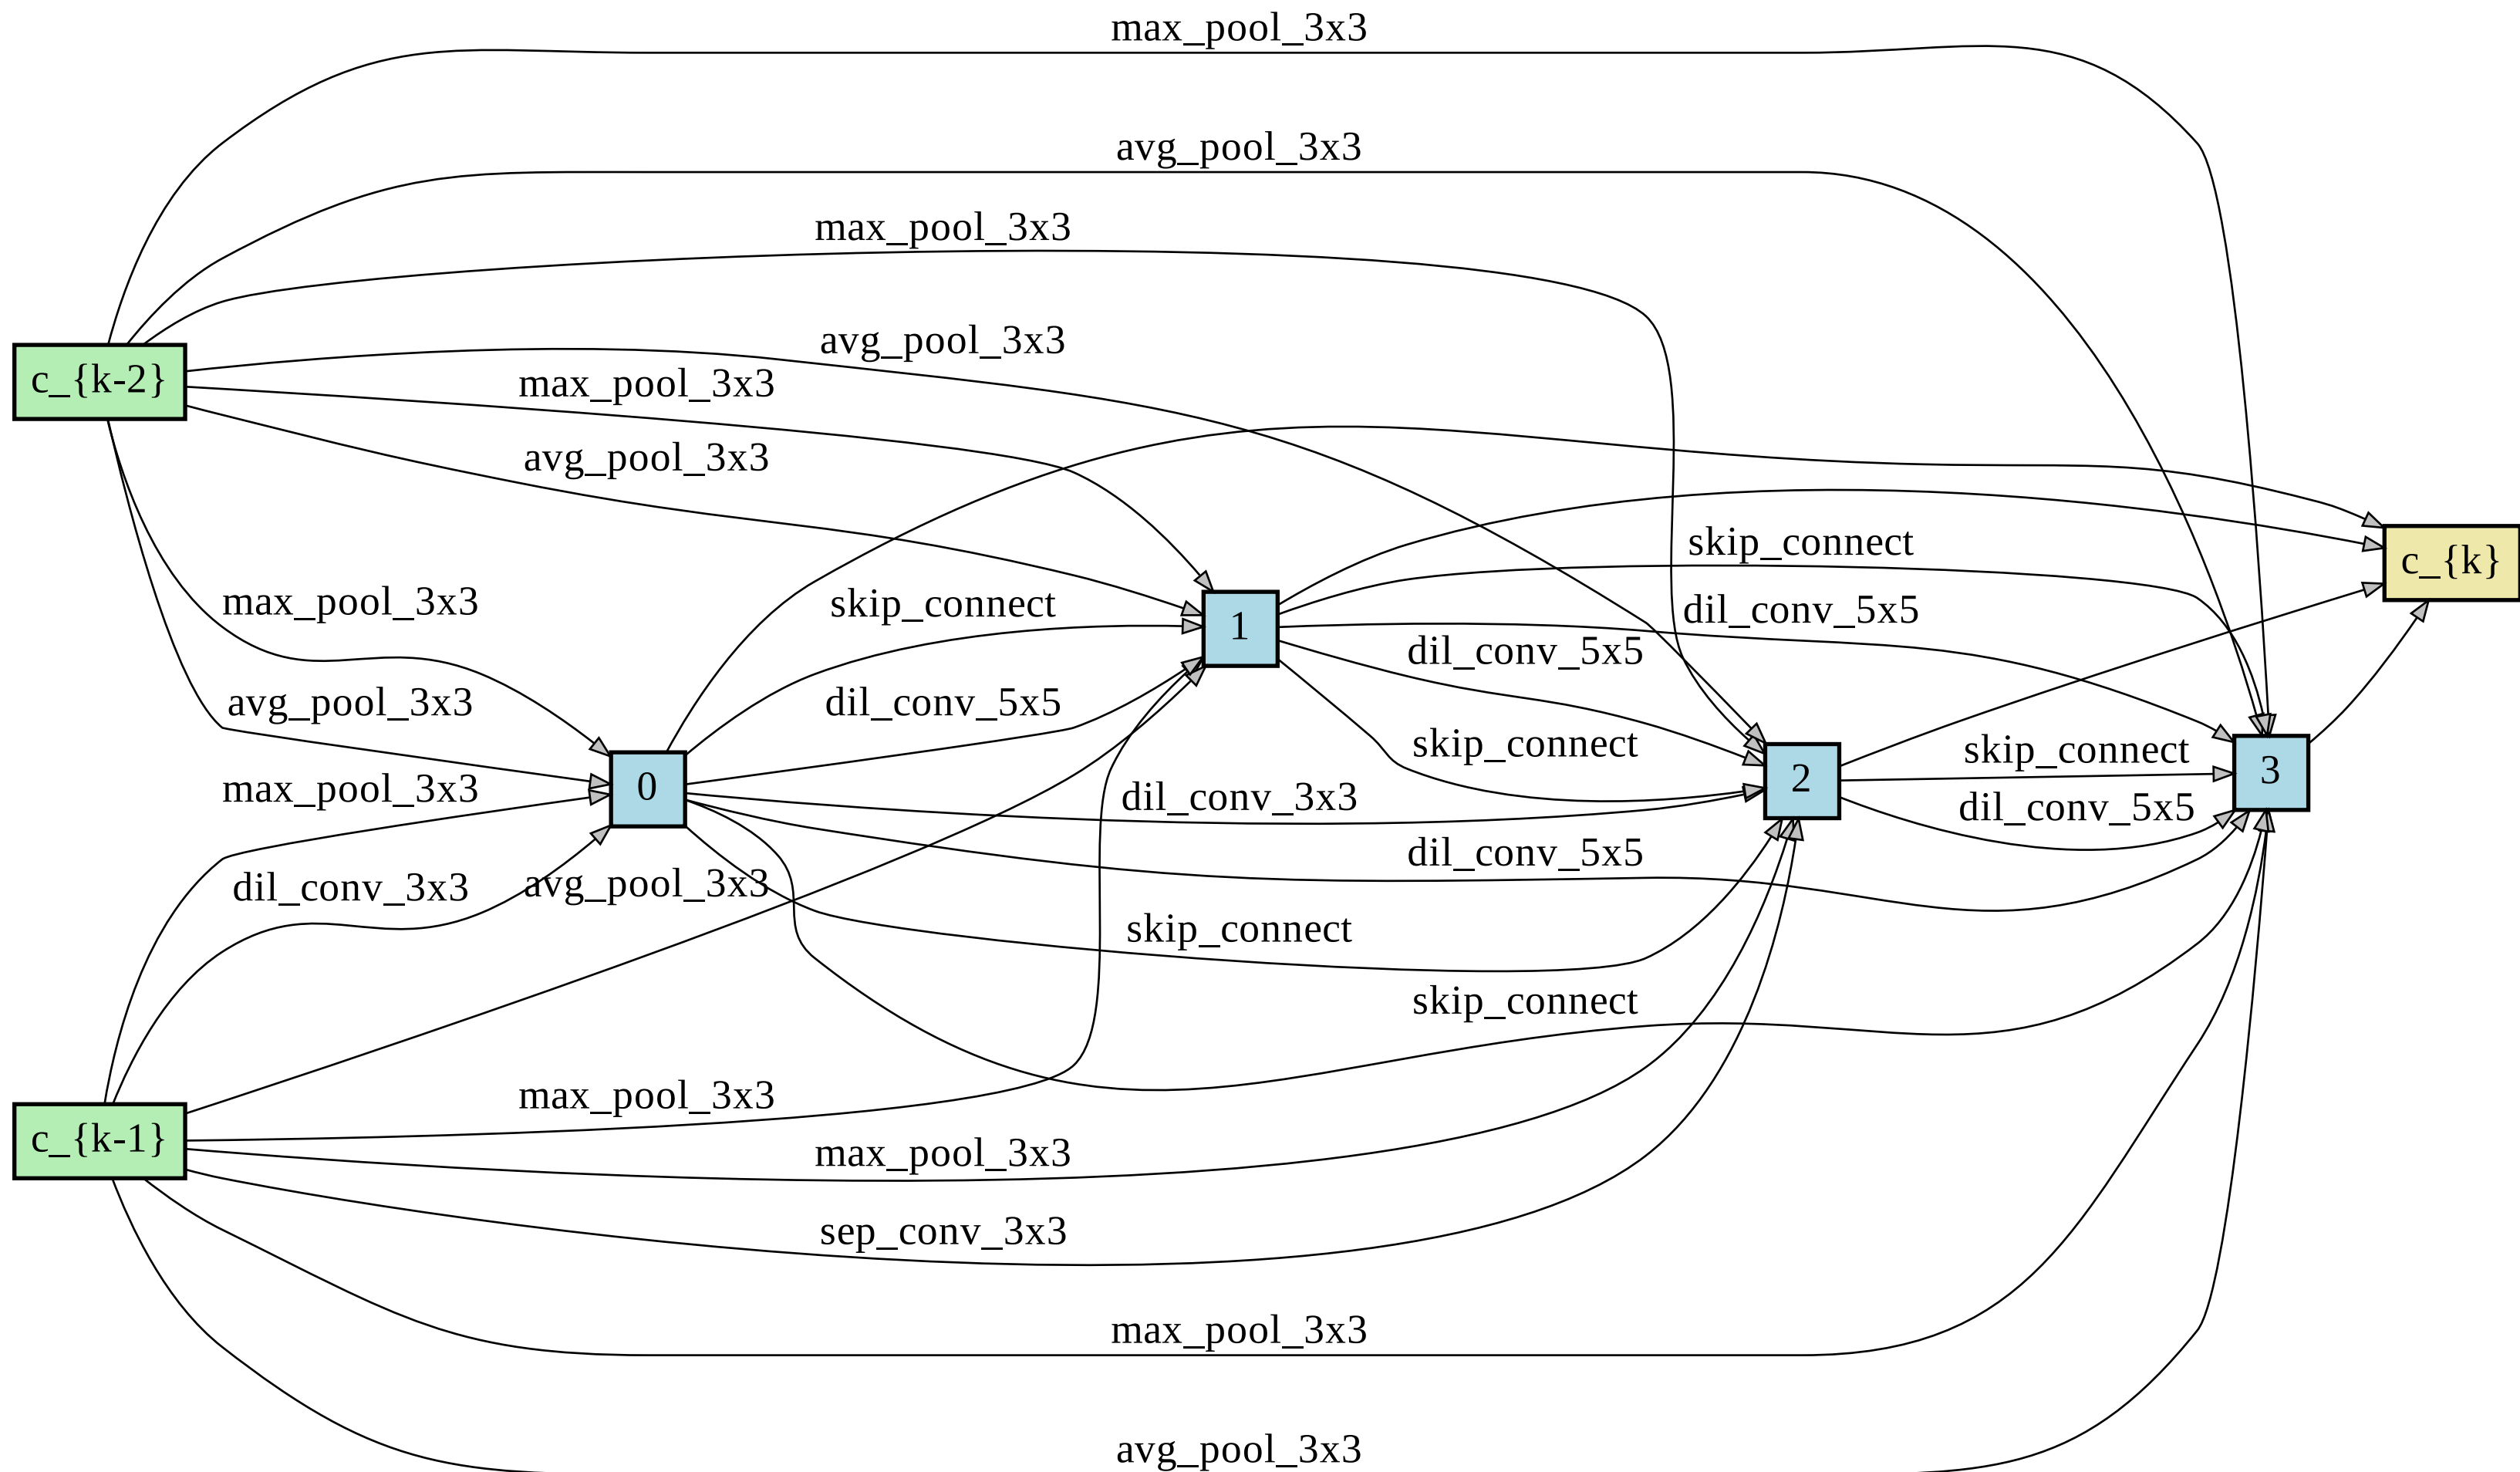 max_pool_3x3
avg_pool_3x3
max_pool_3x3
avg_pool_3x3
c_{k-2}
max_pool_3x3
avg_pool_3x3
skip_connect
c_{k}
max_pool_3x3
skip_connect
dil_conv_5x5
1
dil_conv_5x5
avg_pool_3x3
dil_conv_5x5
skip_connect
skip_connect
3
2
0
max_pool_3x3
dil_conv_3x3
dil_conv_5x5
dil_conv_5x5
dil_conv_3x3
avg_pool_3x3
skip_connect
skip_connect
max_pool_3x3
c_{k-1}
max_pool_3x3
sep_conv_3x3
max_pool_3x3
avg_pool_3x3